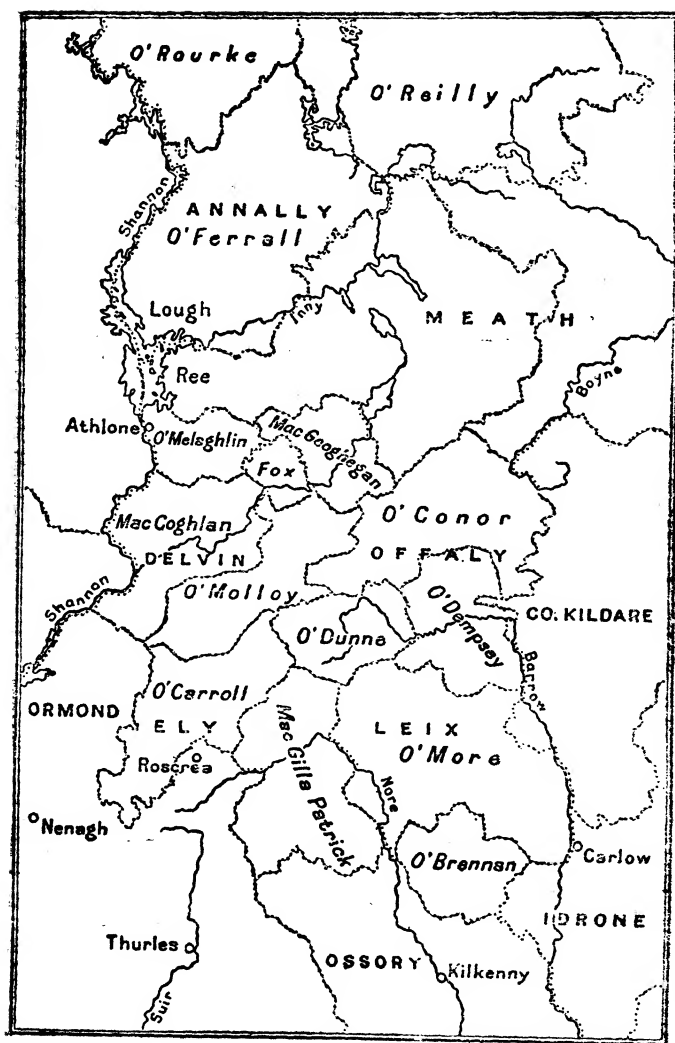 O'Rourke
O'Reilly
Shannon
ANNALLY
O'Ferrall
Lough
Inny
MEATH
Ree
Boyne
Athlone
O'Melaghlin
Mac Geoghegan
Fox
Mac Coghlan
O'Conor
DELVIN
OFFALY
O'Molloy
Shannon
O'Dempsey
CO. KILDARE
O'Dunne
Barrow
O'Carroll
ORMOND
ELY
LEIX
Mac Gilla Patrick
O'More
Roscrea
Nore
Nenagh
O'Brennan
Carlow
IDRONE
Thurles
OSSORY
Kilkenny
Suir